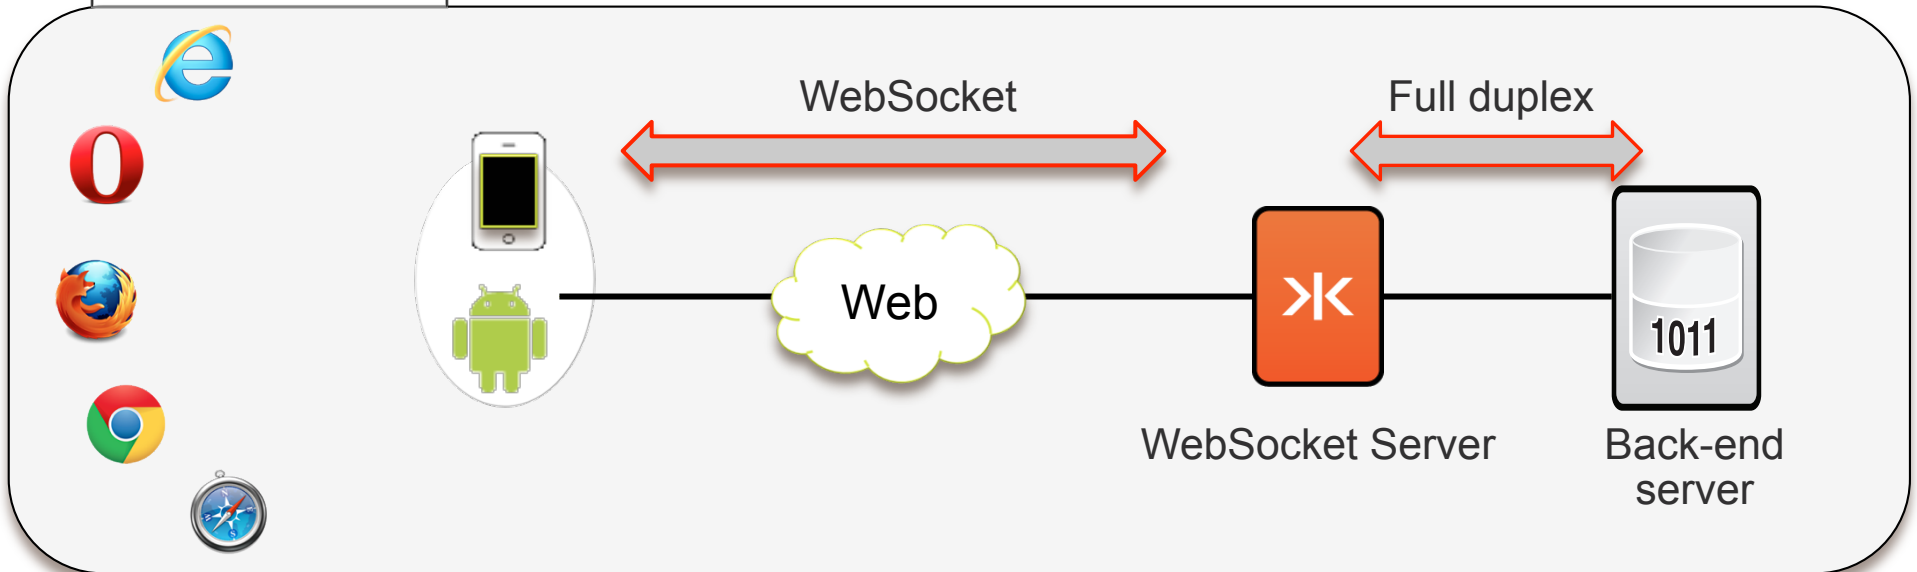 WebSocket
Full duplex
Web
1011
WebSocket Server
Back-end
server